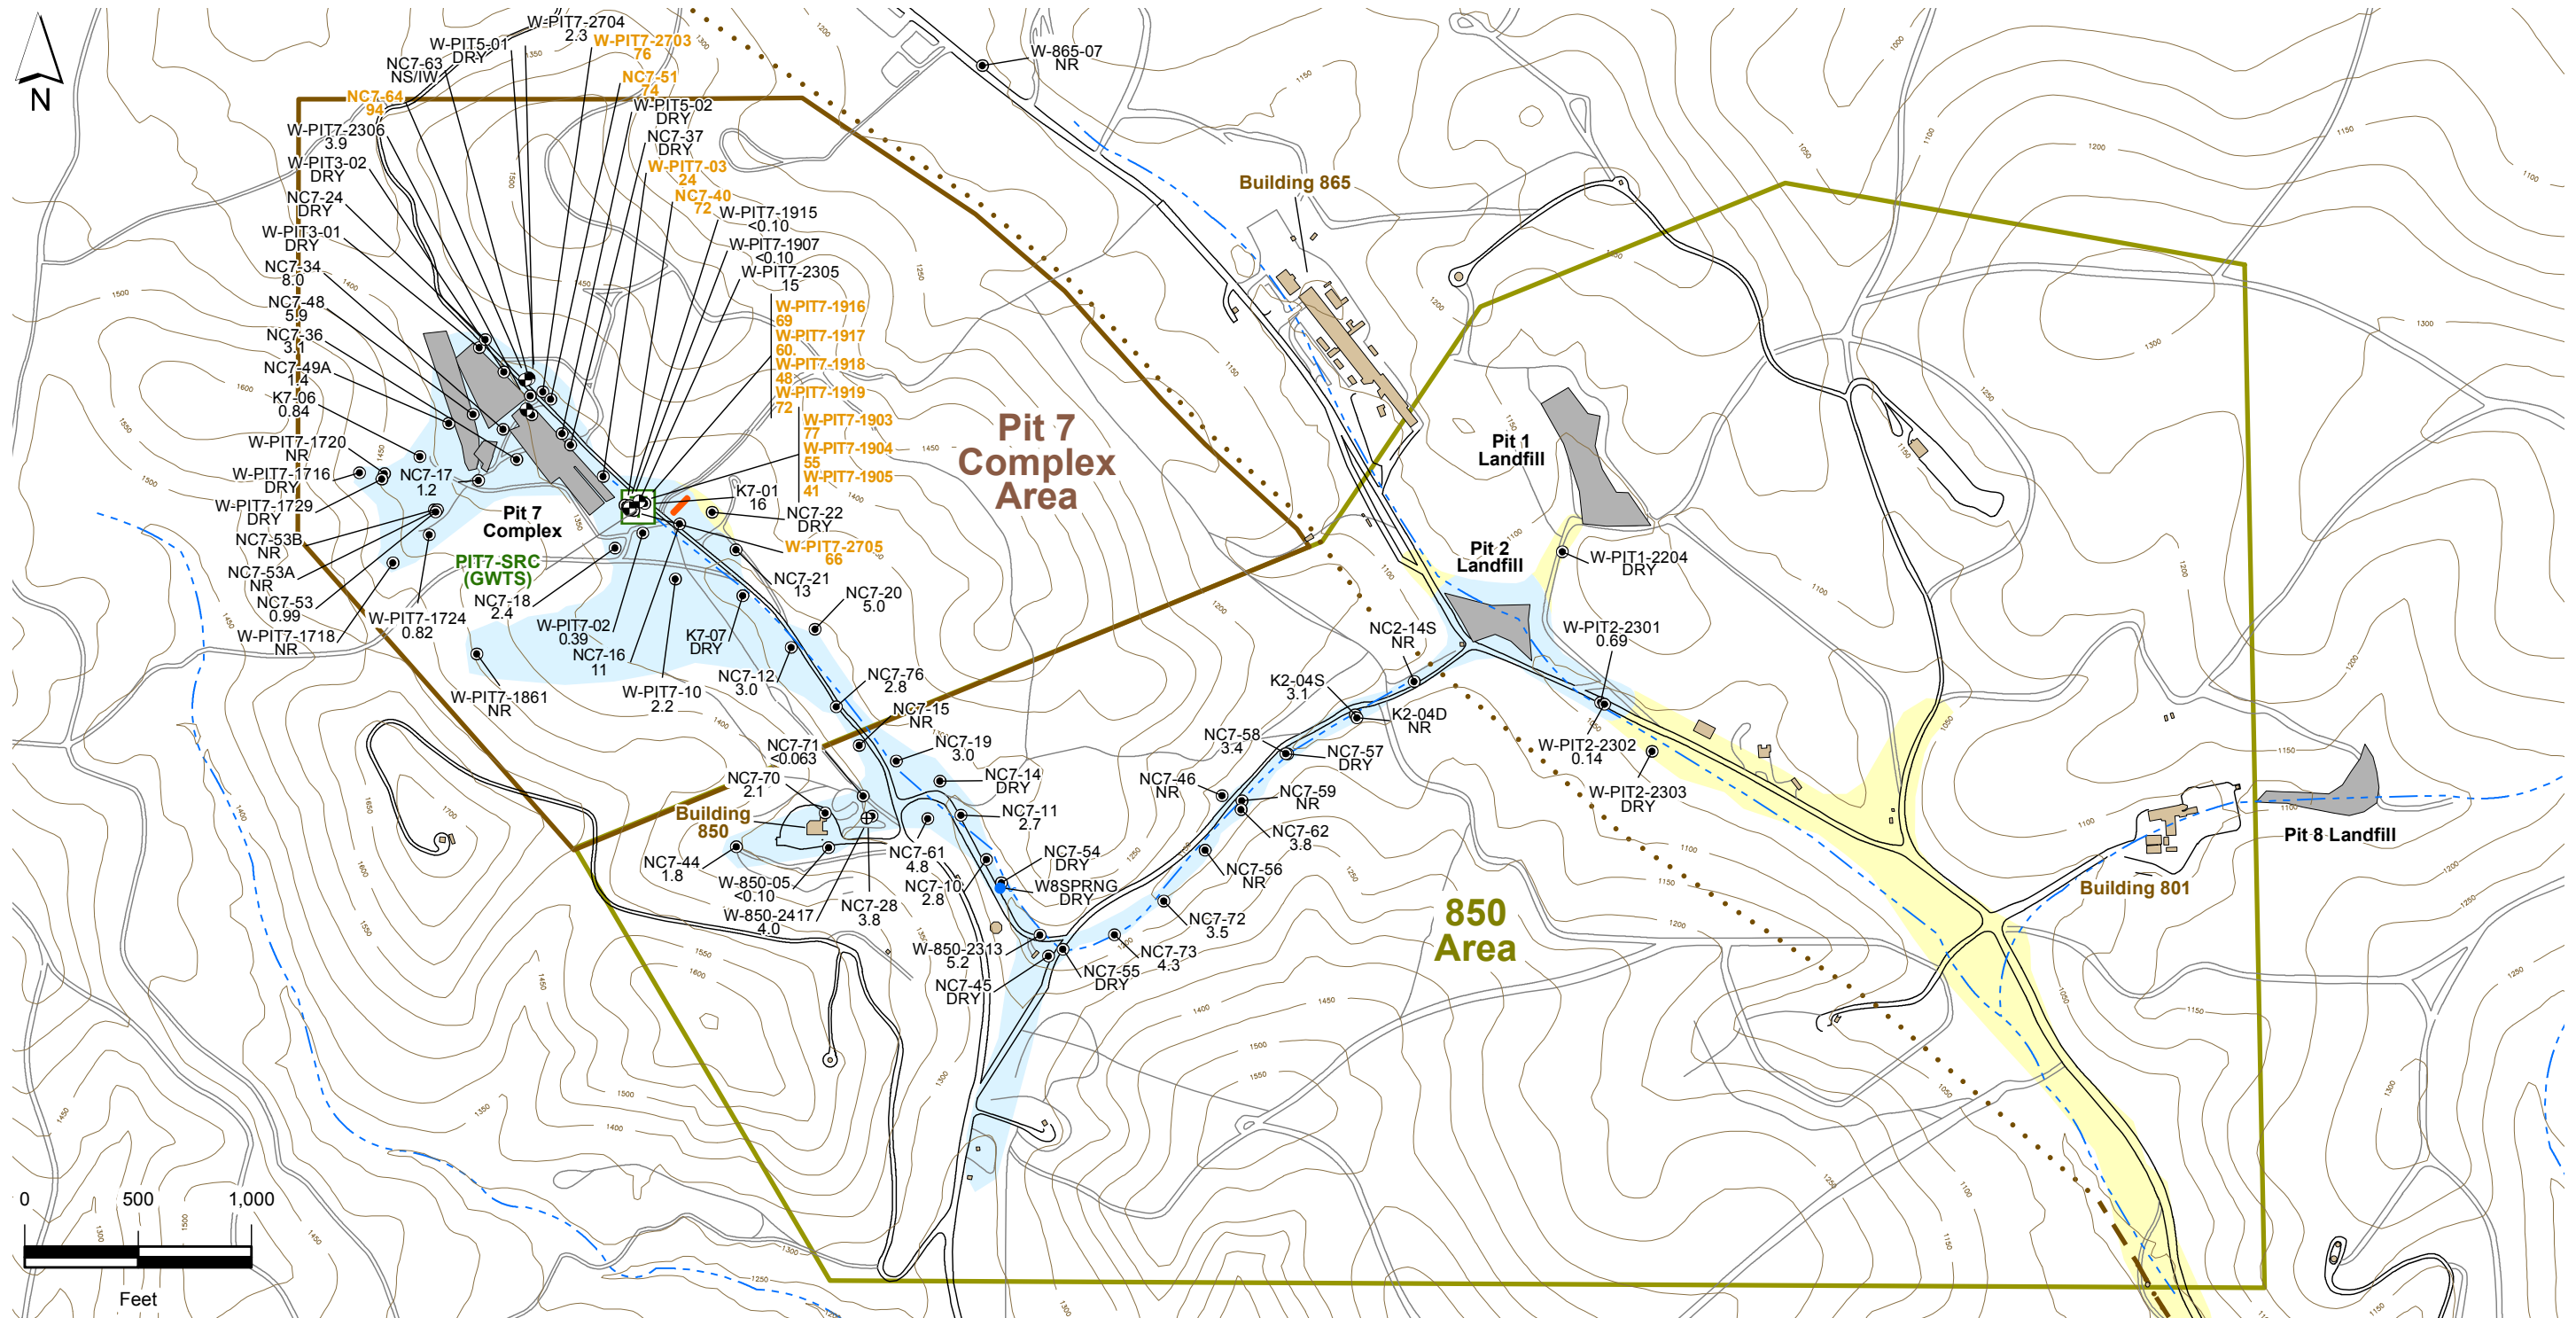 N
W-PIT7-2704
2.3
W-PIT5-01
DRY
NC7-63
NS/IW
NC7-64
94
W-PIT7-2306
3.9
W-PIT3-02
DRY
NC7-24
DRY
W-PIT3-01
DRY
NC7-34
8.0
NC7-48
5.9
NC7-36
3.1
NC7-49A
1.4
K7-06
0.84
W-PIT7-1720
NR
W-PIT7-1716
DRY
W-PIT7-1729
DRY
NC7-53B
NR
NC7-53A
NR
NC7-53
0.99
W-PIT7-1718
NR
W-PIT7-2703
76
NC7-51
74
W-PIT5-02
DRY
NC7-37
DRY
W-PIT7-03
24
NC7-40
72
W-PIT7-1915
<0.10
W-PIT7-1907
<0.10
W-PIT7-2305
15
W-PIT7-1916
69
W-PIT7-1917
60.
W-PIT7-1918
48
W-PIT7-1919
72
W-PIT7-1903
77
W-PIT7-1904
55
W-PIT7-1905
41
K7-01
16
NC7-22
DRY
W-PIT7-2705
66
NC7-21
13
NC7-20
5.0
NC7-17
1.2
Pit 7
Complex
PIT7-SRC
(GWTS)
NC7-18
2.4
W-PIT7-1724
0.82
W-PIT7-02
0.39
NC7-16
11
K7-07
DRY
W-PIT7-10
2.2
W-PIT7-1861
NR
NC7-12
3.0
NC7-76
2.8
NC7-15
NR
NC7-71
<0.063
NC7-19
3.0
NC7-70
2.1
NC7-14
DRY
Building
850
NC7-11
2.7
NC7-44
1.8
W-850-05
<0.10
W-850-2417
4.0
NC7-28
3.8
NC7-61
4.8
NC7-10
2.8
NC7-54
DRY
W8SPRNG
DRY
W-850-2313
5.2
NC7-45
DRY
NC7-55
DRY
NC7-73
4.3
NC7-72
3.5
NC7-56
NR
NC7-62
3.8
NC7-59
NR
NC7-46
NR
NC7-58
3.4
NC7-57
DRY
K2-04S
3.1
K2-04D
NR
NC2-14S
NR
Pit 7
Complex
Area
W-865-07
NR
Building 865
Pit 1
Landfill
Pit 2
Landfill
W-PIT1-2204
DRY
W-PIT2-2301
0.69
W-PIT2-2302
0.14
W-PIT2-2303
DRY
850
Area
Building 801
Pit 8 Landfill
0 500 1,000
Feet